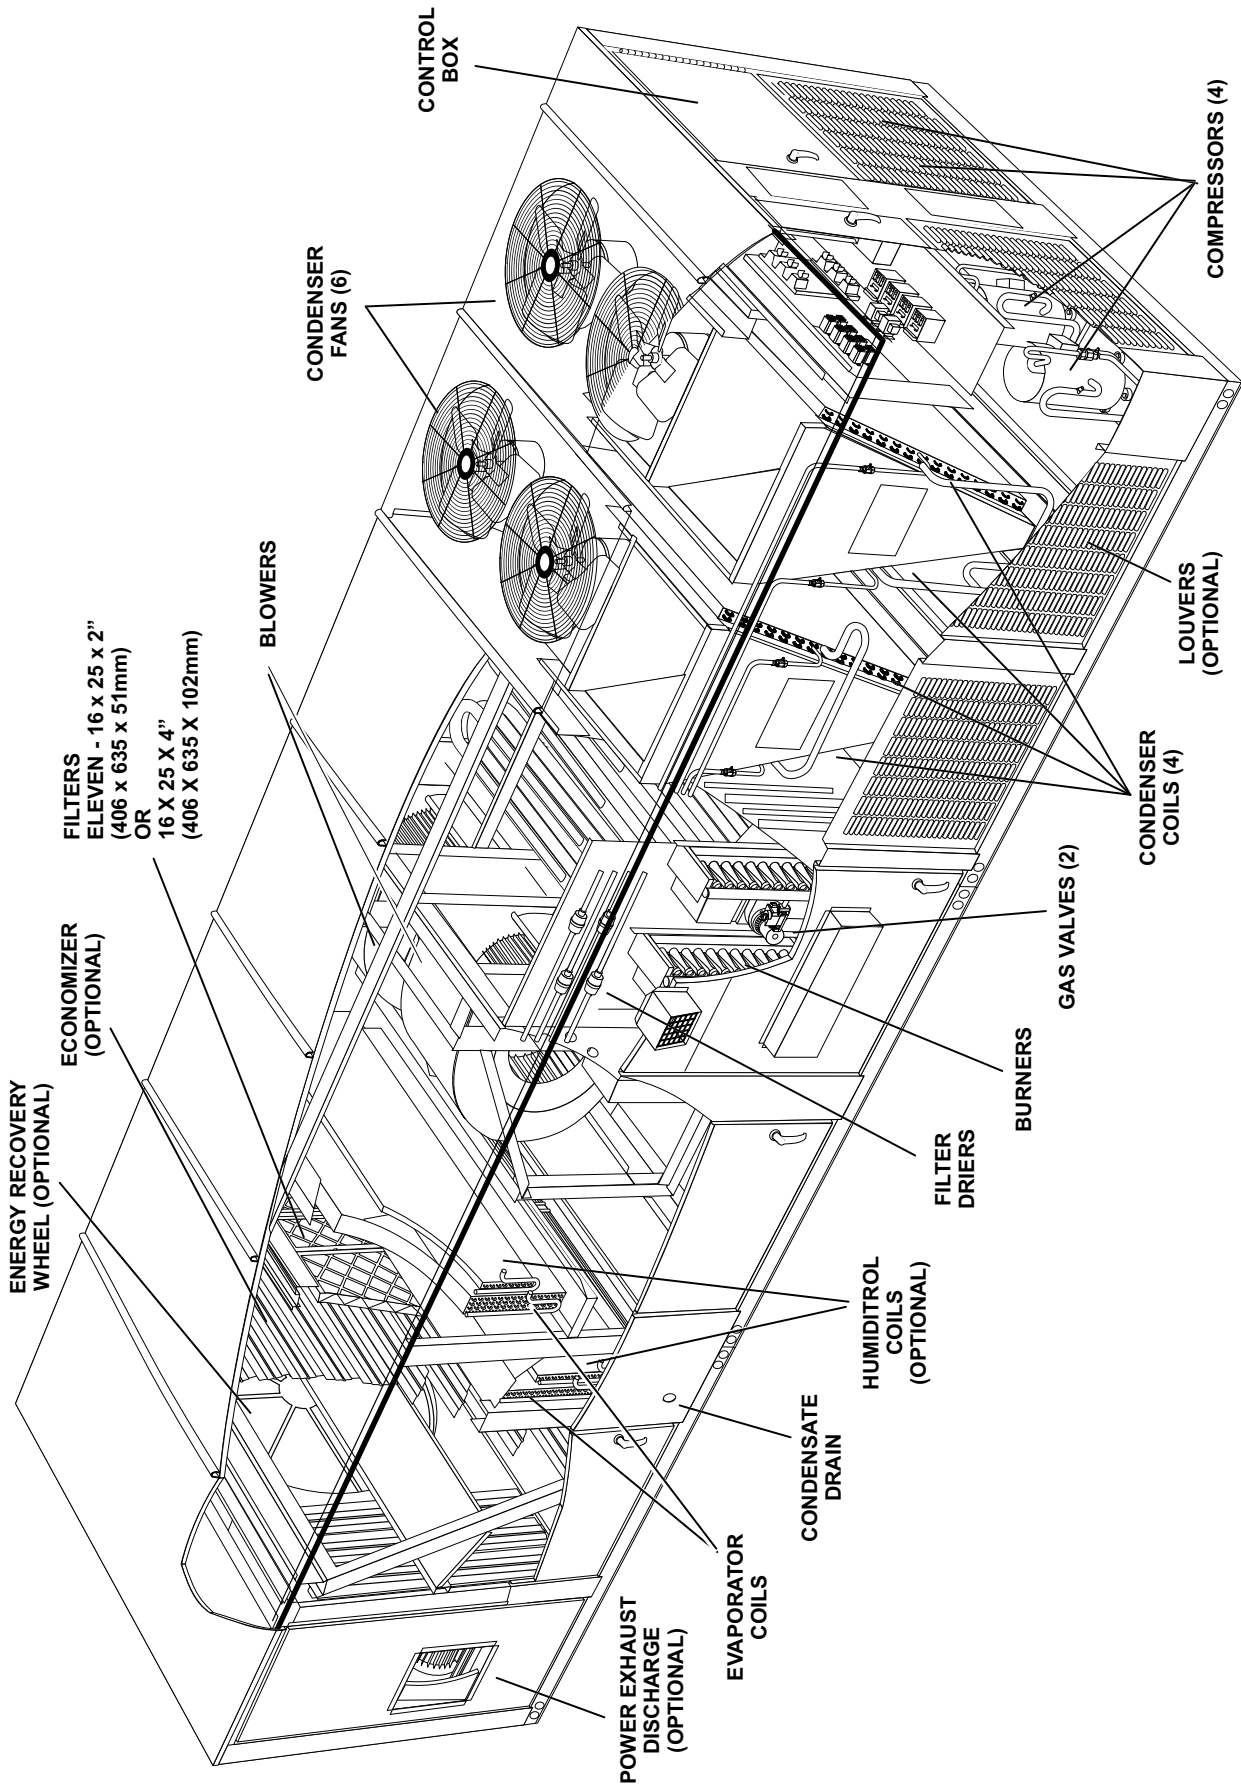 ENERGY RECOVERY
WHEEL (OPTIONAL)
ECONOMIZER
(OPTIONAL)
FILTERS
ELEVEN - 16 x 25 x 2”
(406 x 635 x 51mm)
OR
16 X 25 X 4”
(406 X 635 X 102mm)
BLOWERS
CONDENSER
FANS (6)
CONTROL
BOX
POWER EXHAUST
DISCHARGE
(OPTIONAL)
EVAPORATOR
COILS
CONDENSATE
DRAIN
HUMIDITROL
COILS
(OPTIONAL)
FILTER
DRIERS
BURNERS
GAS VALVES (2)
CONDENSER
COILS (4)
LOUVERS
(OPTIONAL)
COMPRESSORS (4)